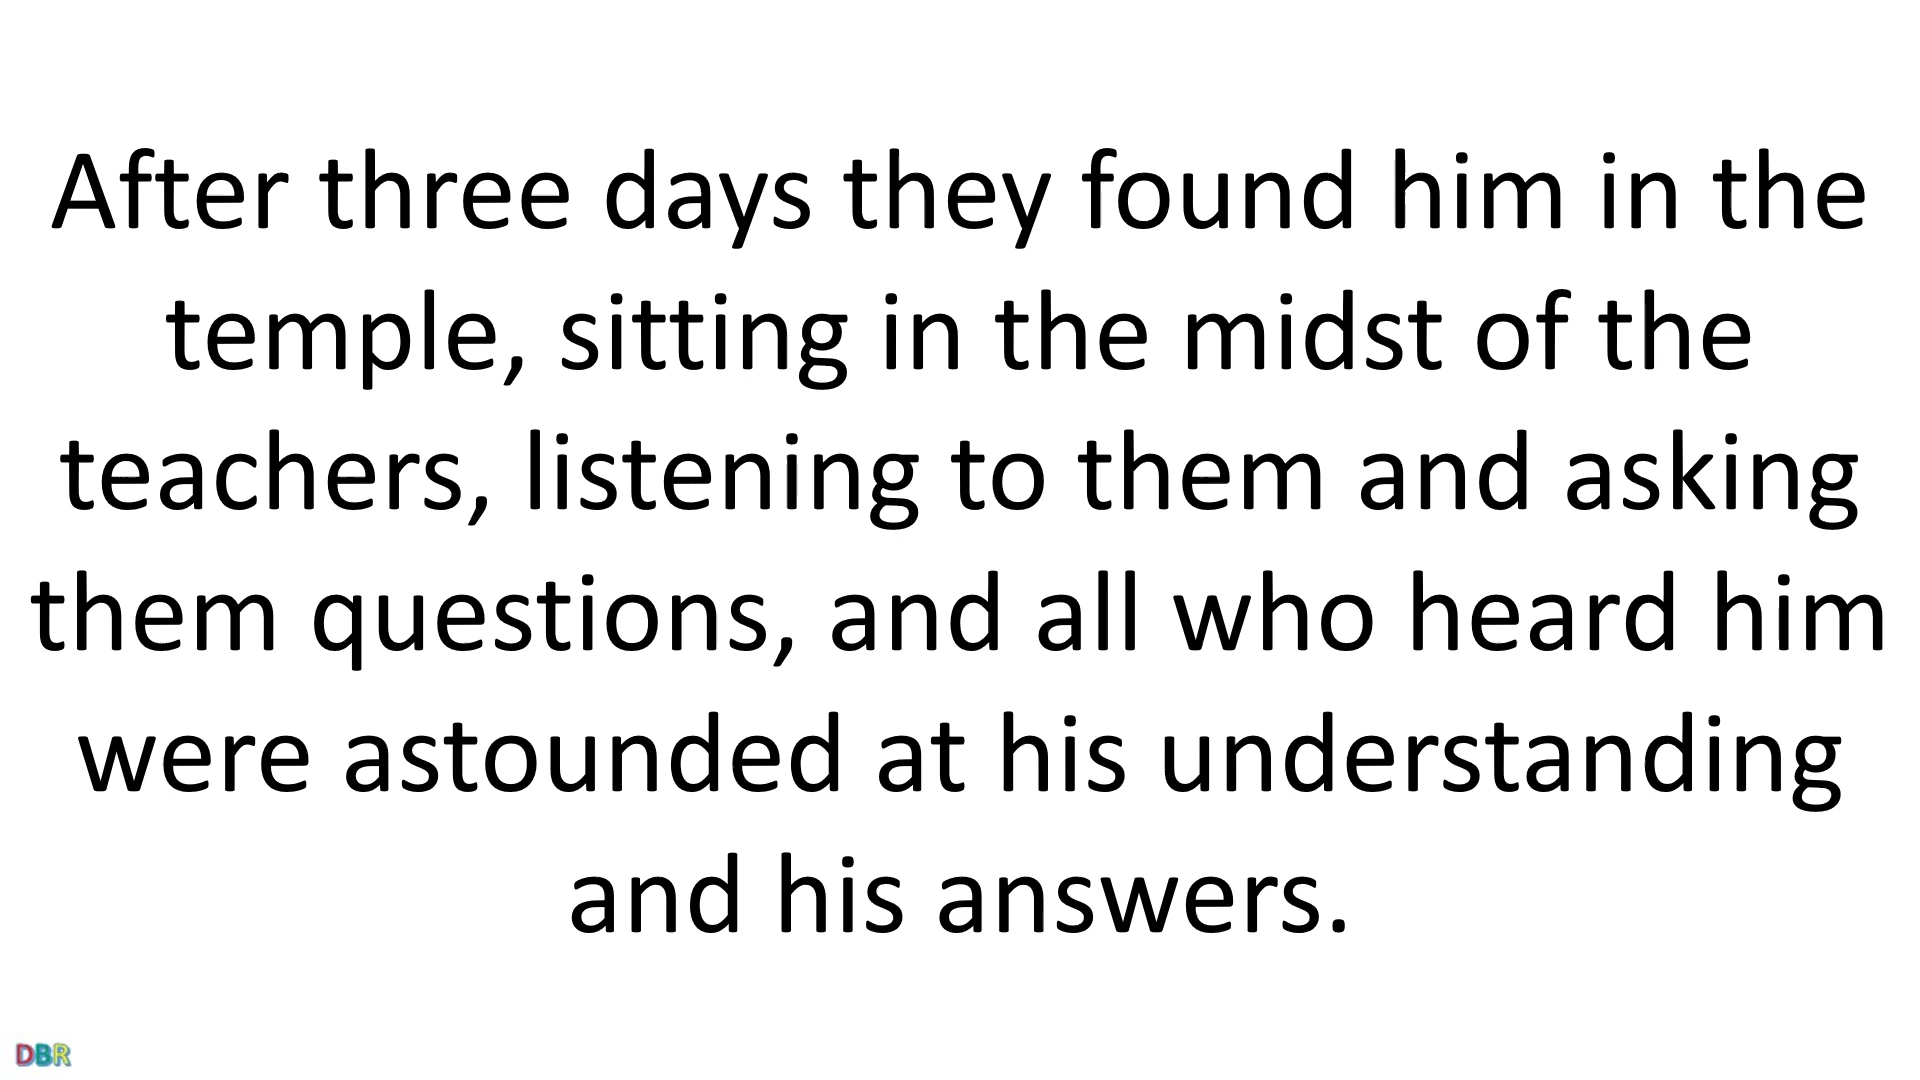 After three days they found him in the
temple, sitting in the midst of the
teachers, listening to them and asking
them questions, and all who heard him
were astounded at his understanding
and his answers.
DBR